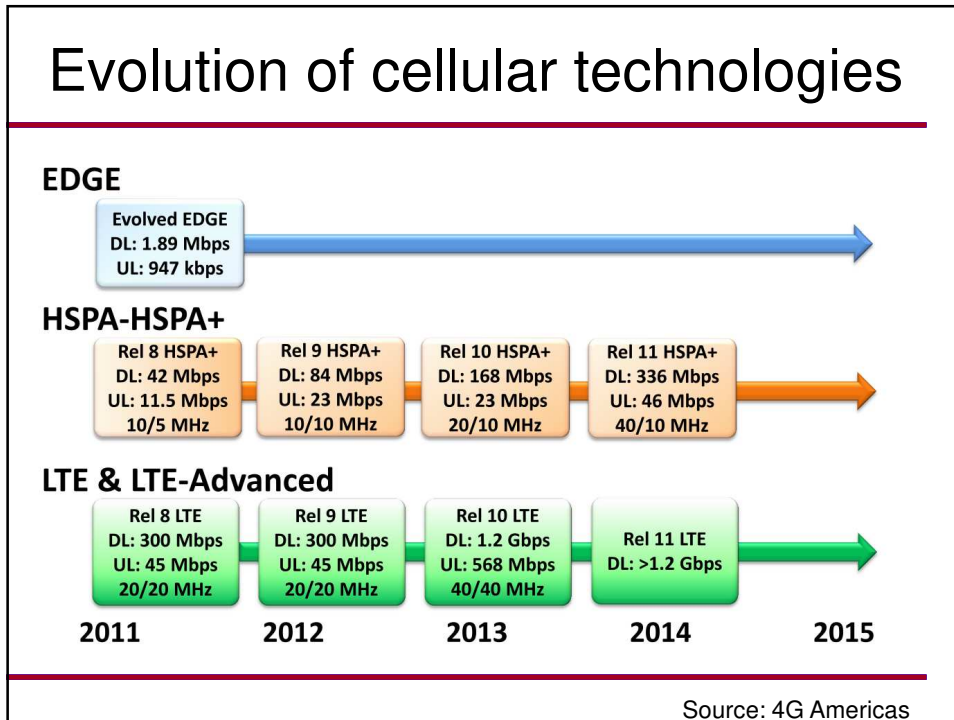 Evolution of cellular technologies
EDGE
Evolved EDGE
DL: 1.89 Mbps
UL: 947 kbps
HSPA-HSPA+
Rel 8 HSPA+
DL: 42 Mbps
UL: 11.5 Mbps
10/5 MHz
Rel 9 HSPA+
DL: 84 Mbps
UL: 23 Mbps
10/10 MHz
Rel 10 HSPA+
DL: 168 Mbps
UL: 23 Mbps
20/10 MHz
Rel 11 HSPA+
DL: 336 Mbps
UL: 46 Mbps
40/10 MHz
LTE & LTE-Advanced
Rel 8 LTE
DL: 300 Mbps
UL: 45 Mbps
20/20 MHz
Rel 9 LTE
DL: 300 Mbps
UL: 45 Mbps
20/20 MHz
Rel 10 LTE
DL: 1.2 Gbps
UL: 568 Mbps
40/40 MHz
Rel 11 LTE
DL: >1.2 Gbps
2011 2012 2013 2014 2015
Source: 4G Americas